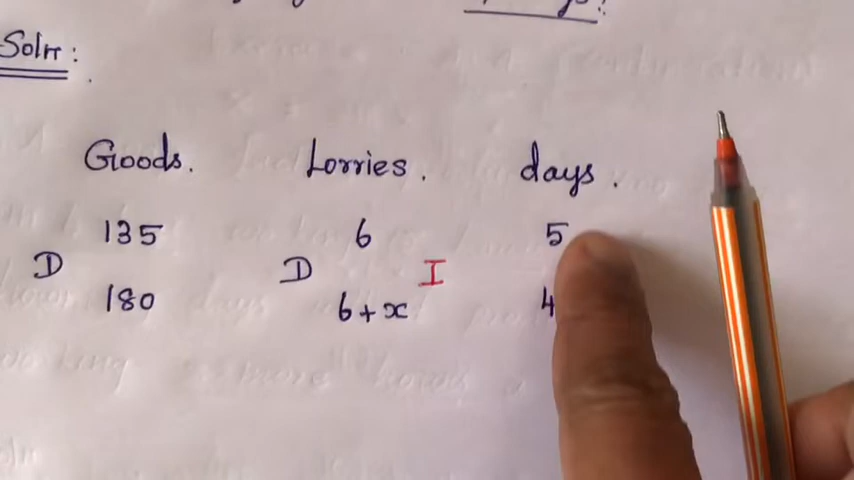 Soln:
Goods. Lorries. days.
135 6 5
D D I
180 6+x 4